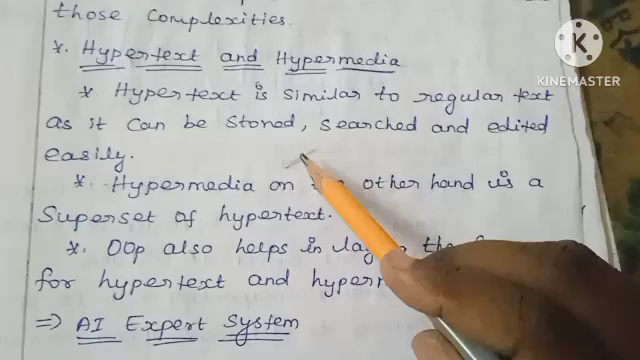 those Complexities.
*. Hypertext and Hypermedia
* Hypertext is similar to regular text
as it can be stored, searched and edited
easily.
*. Hypermedia on other hand is a
Superset of hypertext.
*. OOp also helps in the
for hypertext and
⇒ AI Expert System
K
KINEMASTER